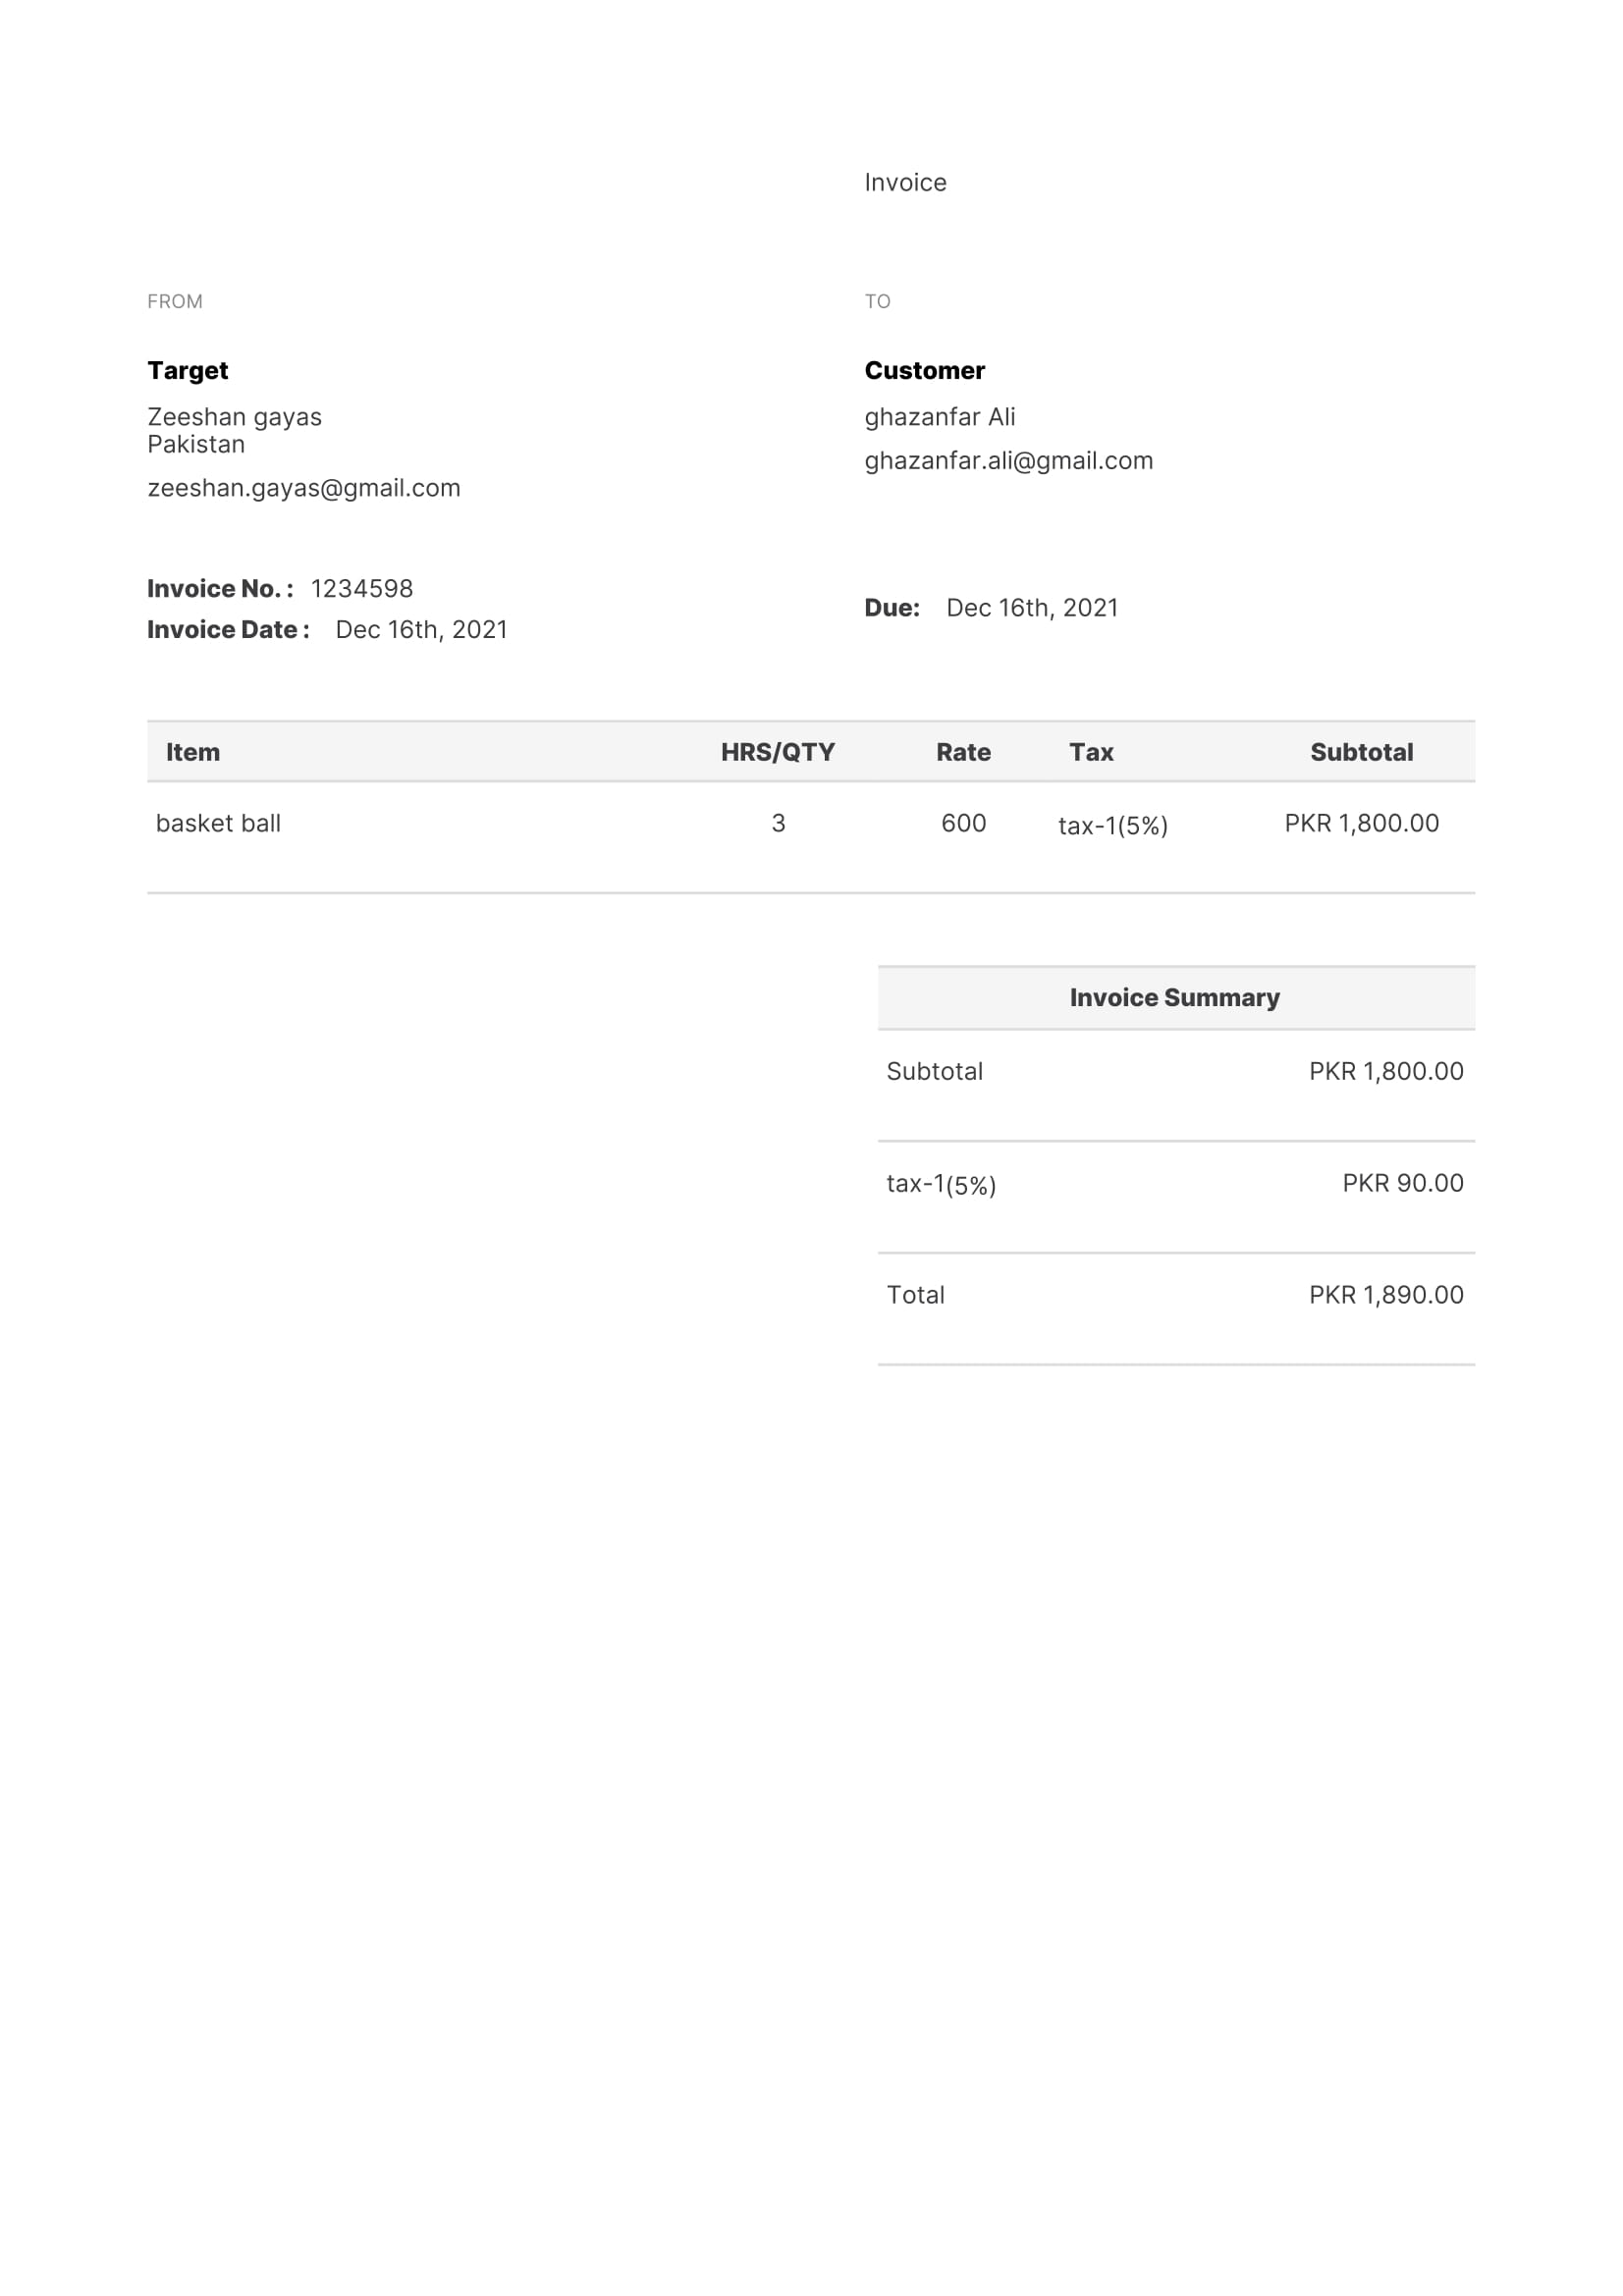 Invoice
FROM
Target
Zeeshan gayas
Pakistan
zeeshan.gayas@gmail.com
TO
Customer
ghazanfar Ali
ghazanfar.ali@gmail.com
Invoice No. : 1234598
Invoice Date : Dec 16th, 2021
Due: Dec 16th, 2021
Item HRS/QTY Rate Tax Subtotal
basket ball 3 600 tax-1(5%) PKR 1,800.00
Invoice Summary
Subtotal PKR 1,800.00
tax-1(5%) PKR 90.00
Total PKR 1,890.00